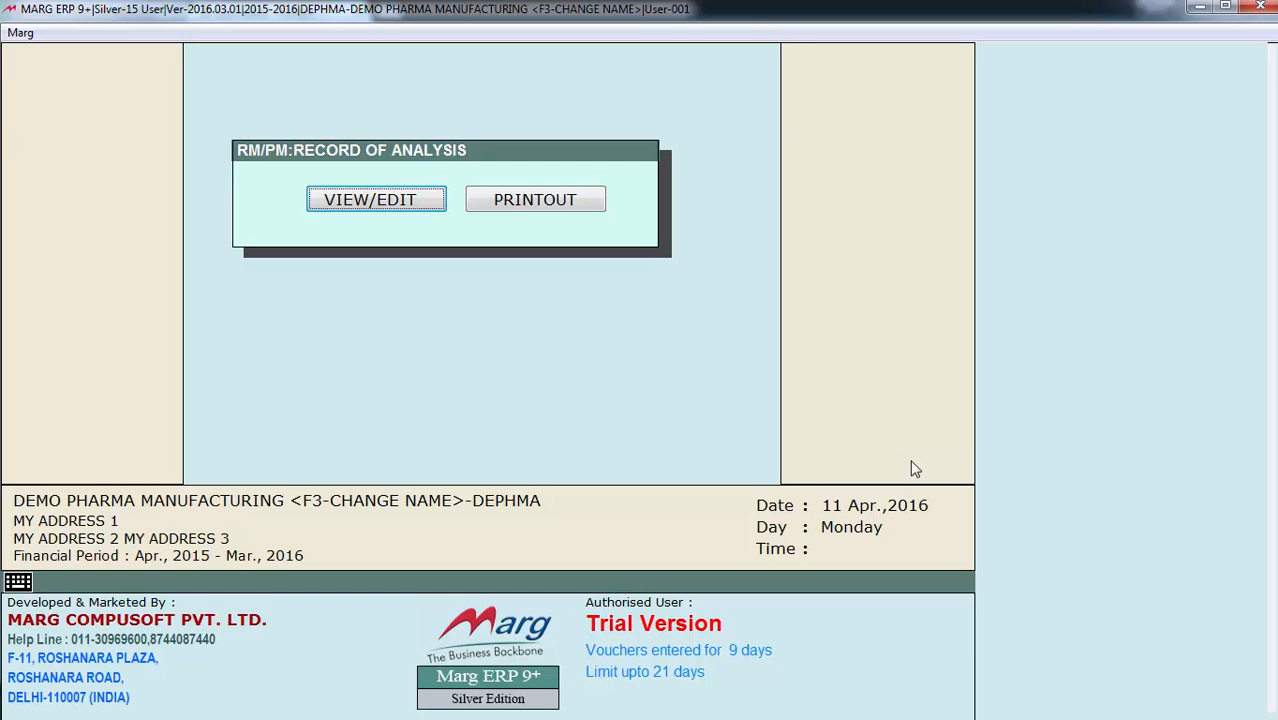 MARG ERP 9+|Silver-15 User|Ver-2016.03.01|2015-2016|DEPHMA-DEMO PHARMA MANUFACTURING <F3-CHANGE NAME>|User-001
Marg
RM/PM:RECORD OF ANALYSIS
VIEW/EDIT PRINTOUT
DEMO PHARMA MANUFACTURING <F3-CHANGE NAME>-DEPHMA
MY ADDRESS 1
MY ADDRESS 2 MY ADDRESS 3
Financial Period : Apr., 2015 - Mar., 2016
Date : 11 Apr.,2016
Day : Monday
Time :
Developed & Marketed By :
MARG COMPUSOFT PVT. LTD.
Help Line : 011-30969600,8744087440
F-11, ROSHANARA PLAZA,
ROSHANARA ROAD,
DELHI-110007 (INDIA)
Marg
The Business Backbone
Marg ERP 9+
Silver Edition
Authorised User :
Trial Version
Vouchers entered for 9 days
Limit upto 21 days